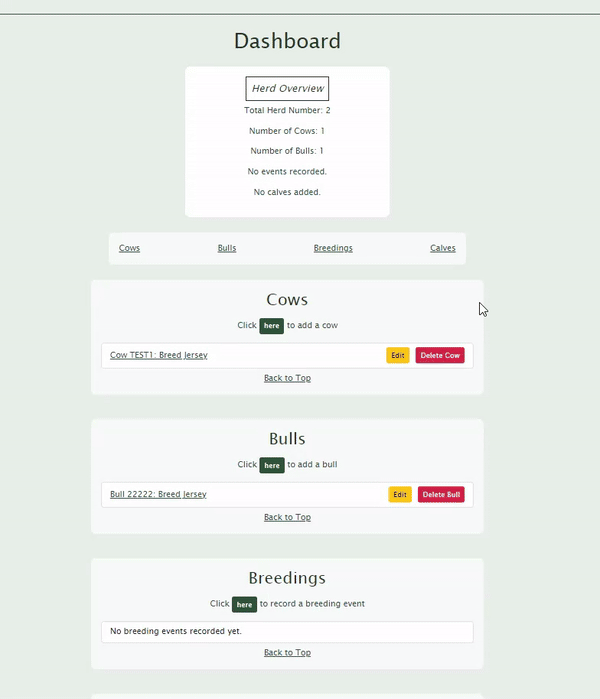 Dashboard
Herd Overview
Total Herd Number: 2
Number of Cows: 1
Number of Bulls: 1
No events recorded.
No calves added.
Cows Bulls Breedings Calves
Cows
Click here to add a cow
Cow TEST1: Breed Jersey Edit Delete Cow
Back to Top
Bulls
Click here to add a bull
Bull 22222: Breed Jersey Edit Delete Bull
Back to Top
Breedings
Click here to record a breeding event
No breeding events recorded yet.
Back to Top